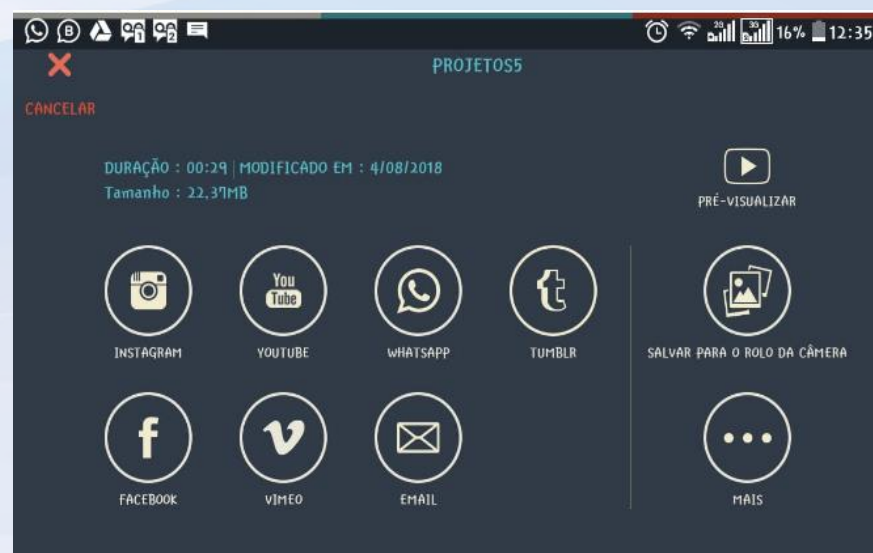 16% 12:35
PROJETOS5
CANCELAR
DURAÇÃO : 00:29 | MODIFICADO EM : 4/08/2018
Tamanho : 22,37MB
PRÉ-VISUALIZAR
You
Tube
INSTAGRAM YOUTUBE WHATSAPP TUMBLR SALVAR PARA O ROLO DA CÂMERA
FACEBOOK VIMEO EMAIL MAIS